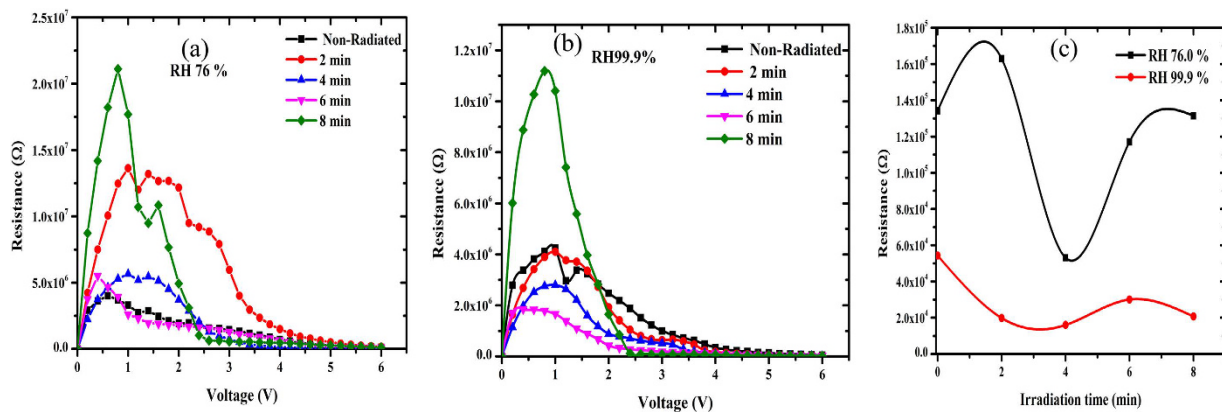 (a)
RH 76 %
Non-Radiated
2 min
4 min
6 min
8 min
2.5x10⁷
2.0x10⁷
1.5x10⁷
1.0x10⁷
5.0x10⁶
0.0
Resistance (Ω)
0 1 2 3 4 5 6
Voltage (V)
(b)
RH99.9%
Non-Radiated
2 min
4 min
6 min
8 min
1.2x10⁷
1.0x10⁷
8.0x10⁶
6.0x10⁶
4.0x10⁶
2.0x10⁶
0.0
Resistance (Ω)
0 1 2 3 4 5 6
Voltage (V)
(c)
RH 76.0 %
RH 99.9 %
1.8x10⁵
1.6x10⁵
1.4x10⁵
1.2x10⁵
1.0x10⁵
8.0x10⁴
6.0x10⁴
4.0x10⁴
2.0x10⁴
0.0
Resistance (Ω)
0 2 4 6 8
Irradiation time (min)